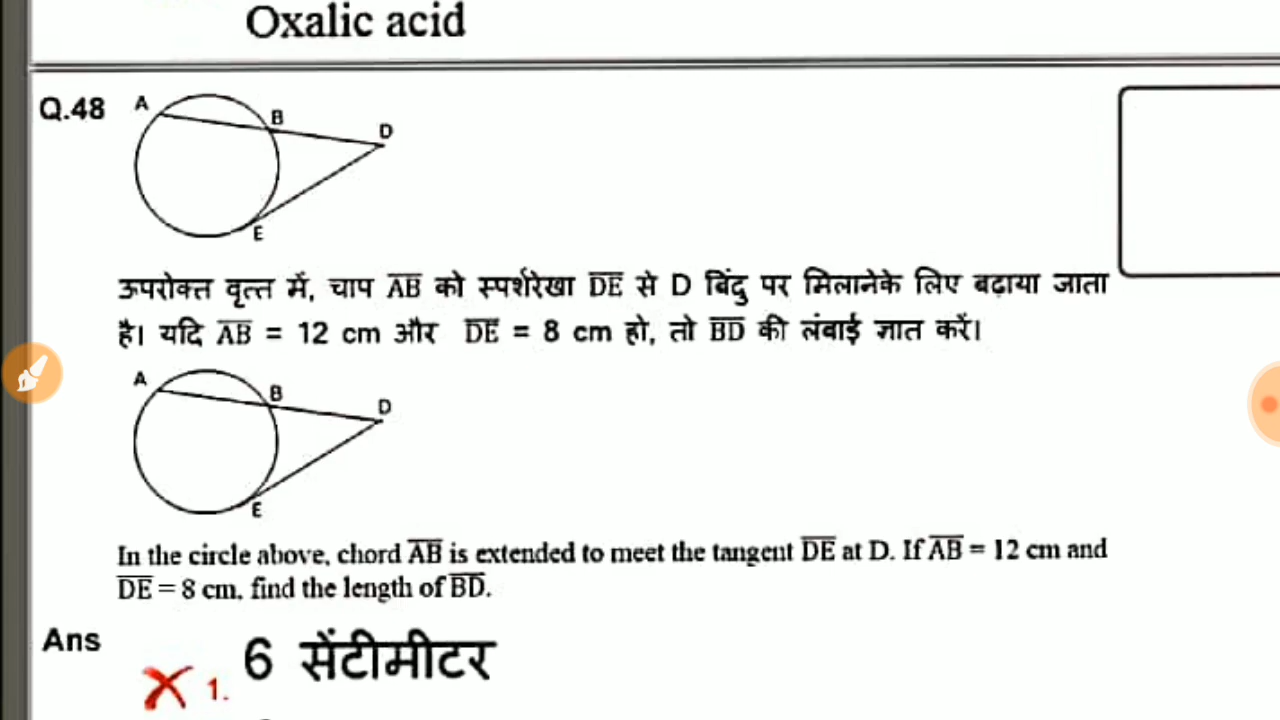 Oxalic acid
Q.48
A
B
D
E
उपरोक्त वृत्त में, चाप AB को स्पर्शरेखा DE से D बिंदु पर मिलानेके लिए बढ़ाया जाता
है। यदि AB = 12 cm और DE = 8 cm हो, तो BD की लंबाई ज्ञात करें।
A
B
D
E
In the circle above, chord AB is extended to meet the tangent DE at D. If AB = 12 cm and
DE = 8 cm, find the length of BD.
Ans
6 सेंटीमीटर
1.